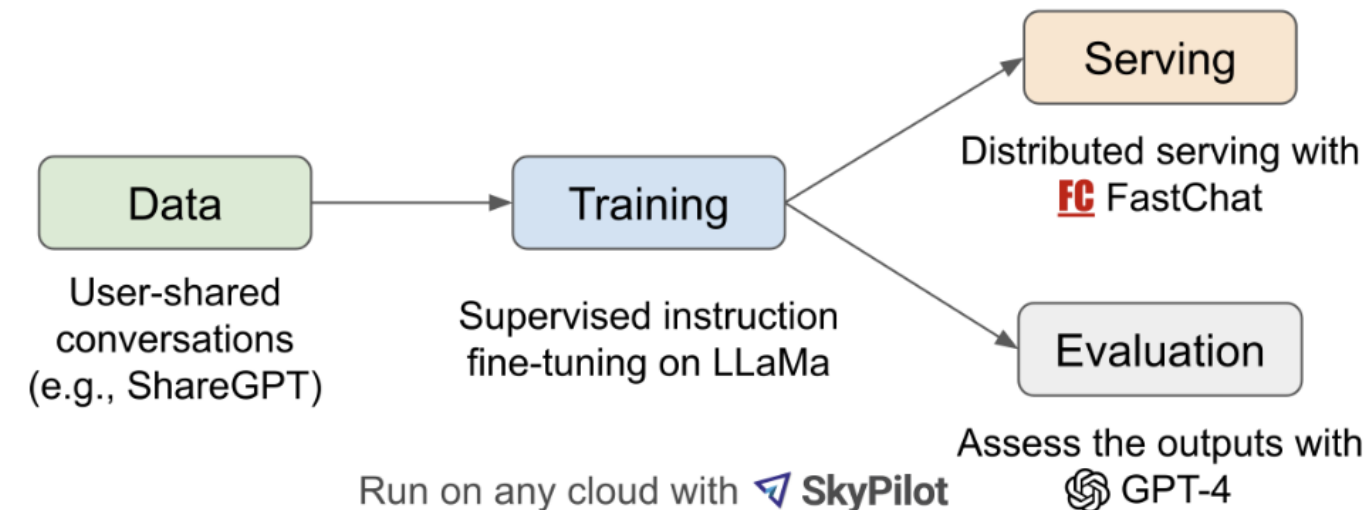 Data
User-shared
conversations
(e.g., ShareGPT)
Training
Supervised instruction
fine-tuning on LLaMa
Serving
Distributed serving with
FC FastChat
Evaluation
Assess the outputs with
GPT-4
Run on any cloud with SkyPilot